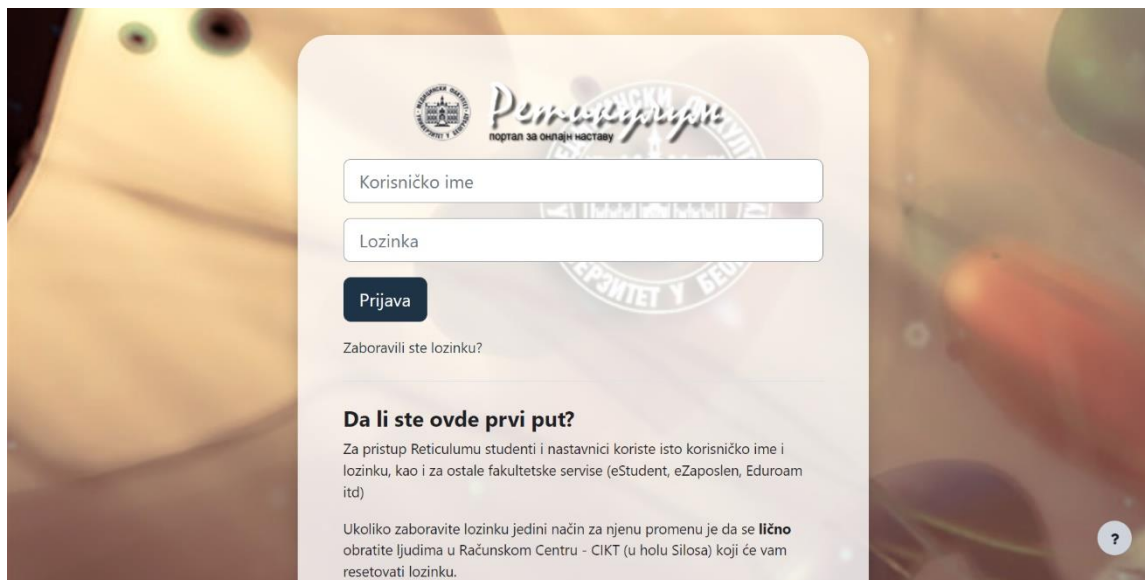 Ретикулум
портал за онлајн наставу
Korisničko ime
Lozinka
Prijava
Zaboravili ste lozinku?
Da li ste ovde prvi put?
Za pristup Reticulumu studenti i nastavnici koriste isto korisničko ime i
lozinku, kao i za ostale fakultetske servise (eStudent, eZaposlen, Eduroam
itd)
Ukoliko zaboravite lozinku jedini način za njenu promenu je da se lično
obratite ljudima u Računskom Centru - CIKT (u holu Silosa) koji će vam
resetovati lozinku.
?